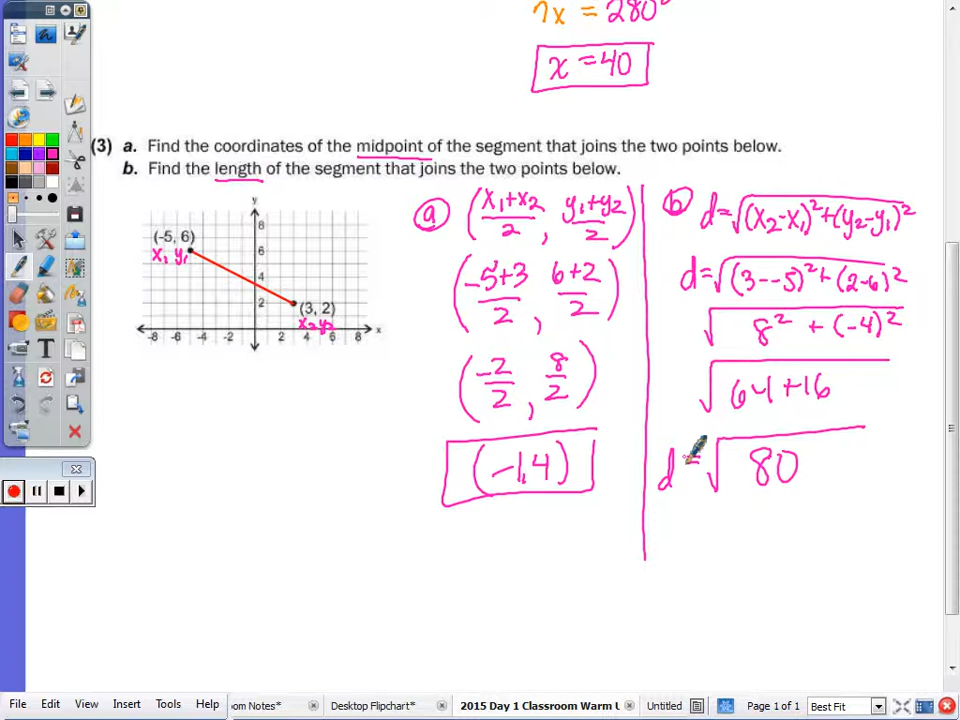 7x = 280°
x = 40
(3) a. Find the coordinates of the midpoint of the segment that joins the two points below.
b. Find the length of the segment that joins the two points below.
y
8
6
4
2
(-5, 6)
x₁ y₁
(3, 2)
x₂ y₂
-8 -6 -4 -2 2 4 6 8 x
a
(x₁+x₂/2, y₁+y₂/2)
(-5+3/2, 6+2/2)
(-2/2, 8/2)
(-1,4)
b d=√(x₂-x₁)²+(y₂-y₁)²
d=√(3--5)²+(2-6)²
√8² + (-4)²
√64+16
d=√80
File Edit View Insert Tools Help
oom Notes* Desktop Flipchart* 2015 Day 1 Classroom Warm U Untitled Page 1 of 1 Best Fit